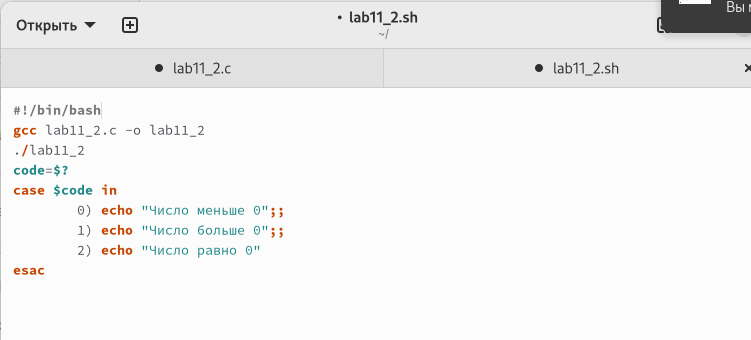 Открыть
• lab11_2.sh
~/
Вы
● lab11_2.c
● lab11_2.sh
#!/bin/bash
gcc lab11_2.c -o lab11_2
./lab11_2
code=$?
case $code in
        0) echo "Число меньше 0";;
        1) echo "Число больше 0";;
        2) echo "Число равно 0"
esac